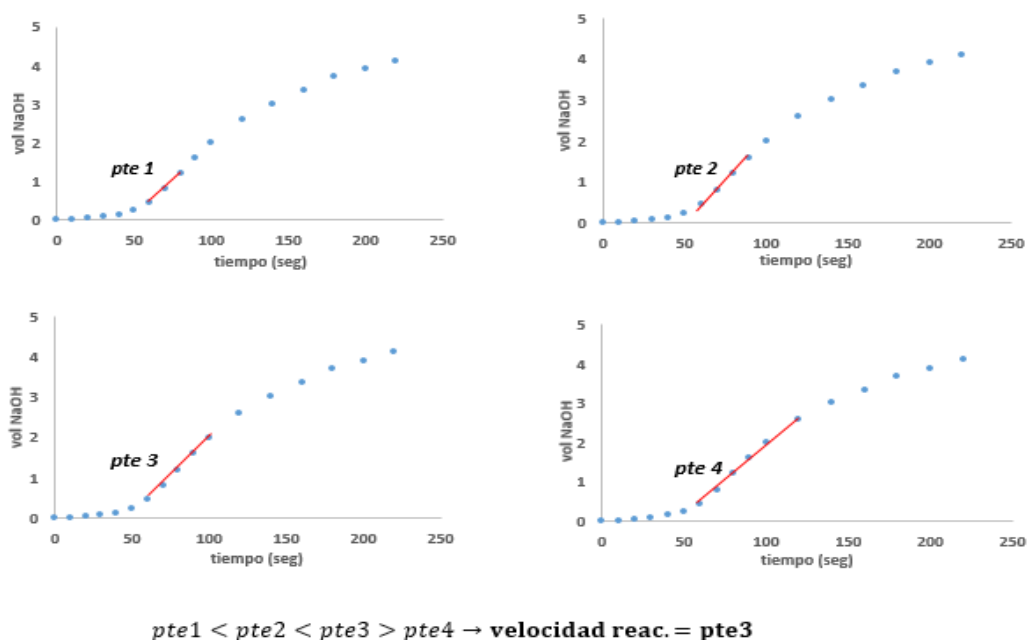 5
4
3
2
1
0
vol NaOH
pte 1
0 50 100 150 200 250
tiempo (seg)
5
4
3
2
1
0
vol NaOH
pte 2
0 50 100 150 200 250
tiempo (seg)
5
4
3
2
1
0
vol NaOH
pte 3
0 50 100 150 200 250
tiempo (seg)
5
4
3
2
1
0
vol NaOH
pte 4
0 50 100 150 200 250
tiempo (seg)
pte1 < pte2 < pte3 > pte4 → velocidad reac. = pte3